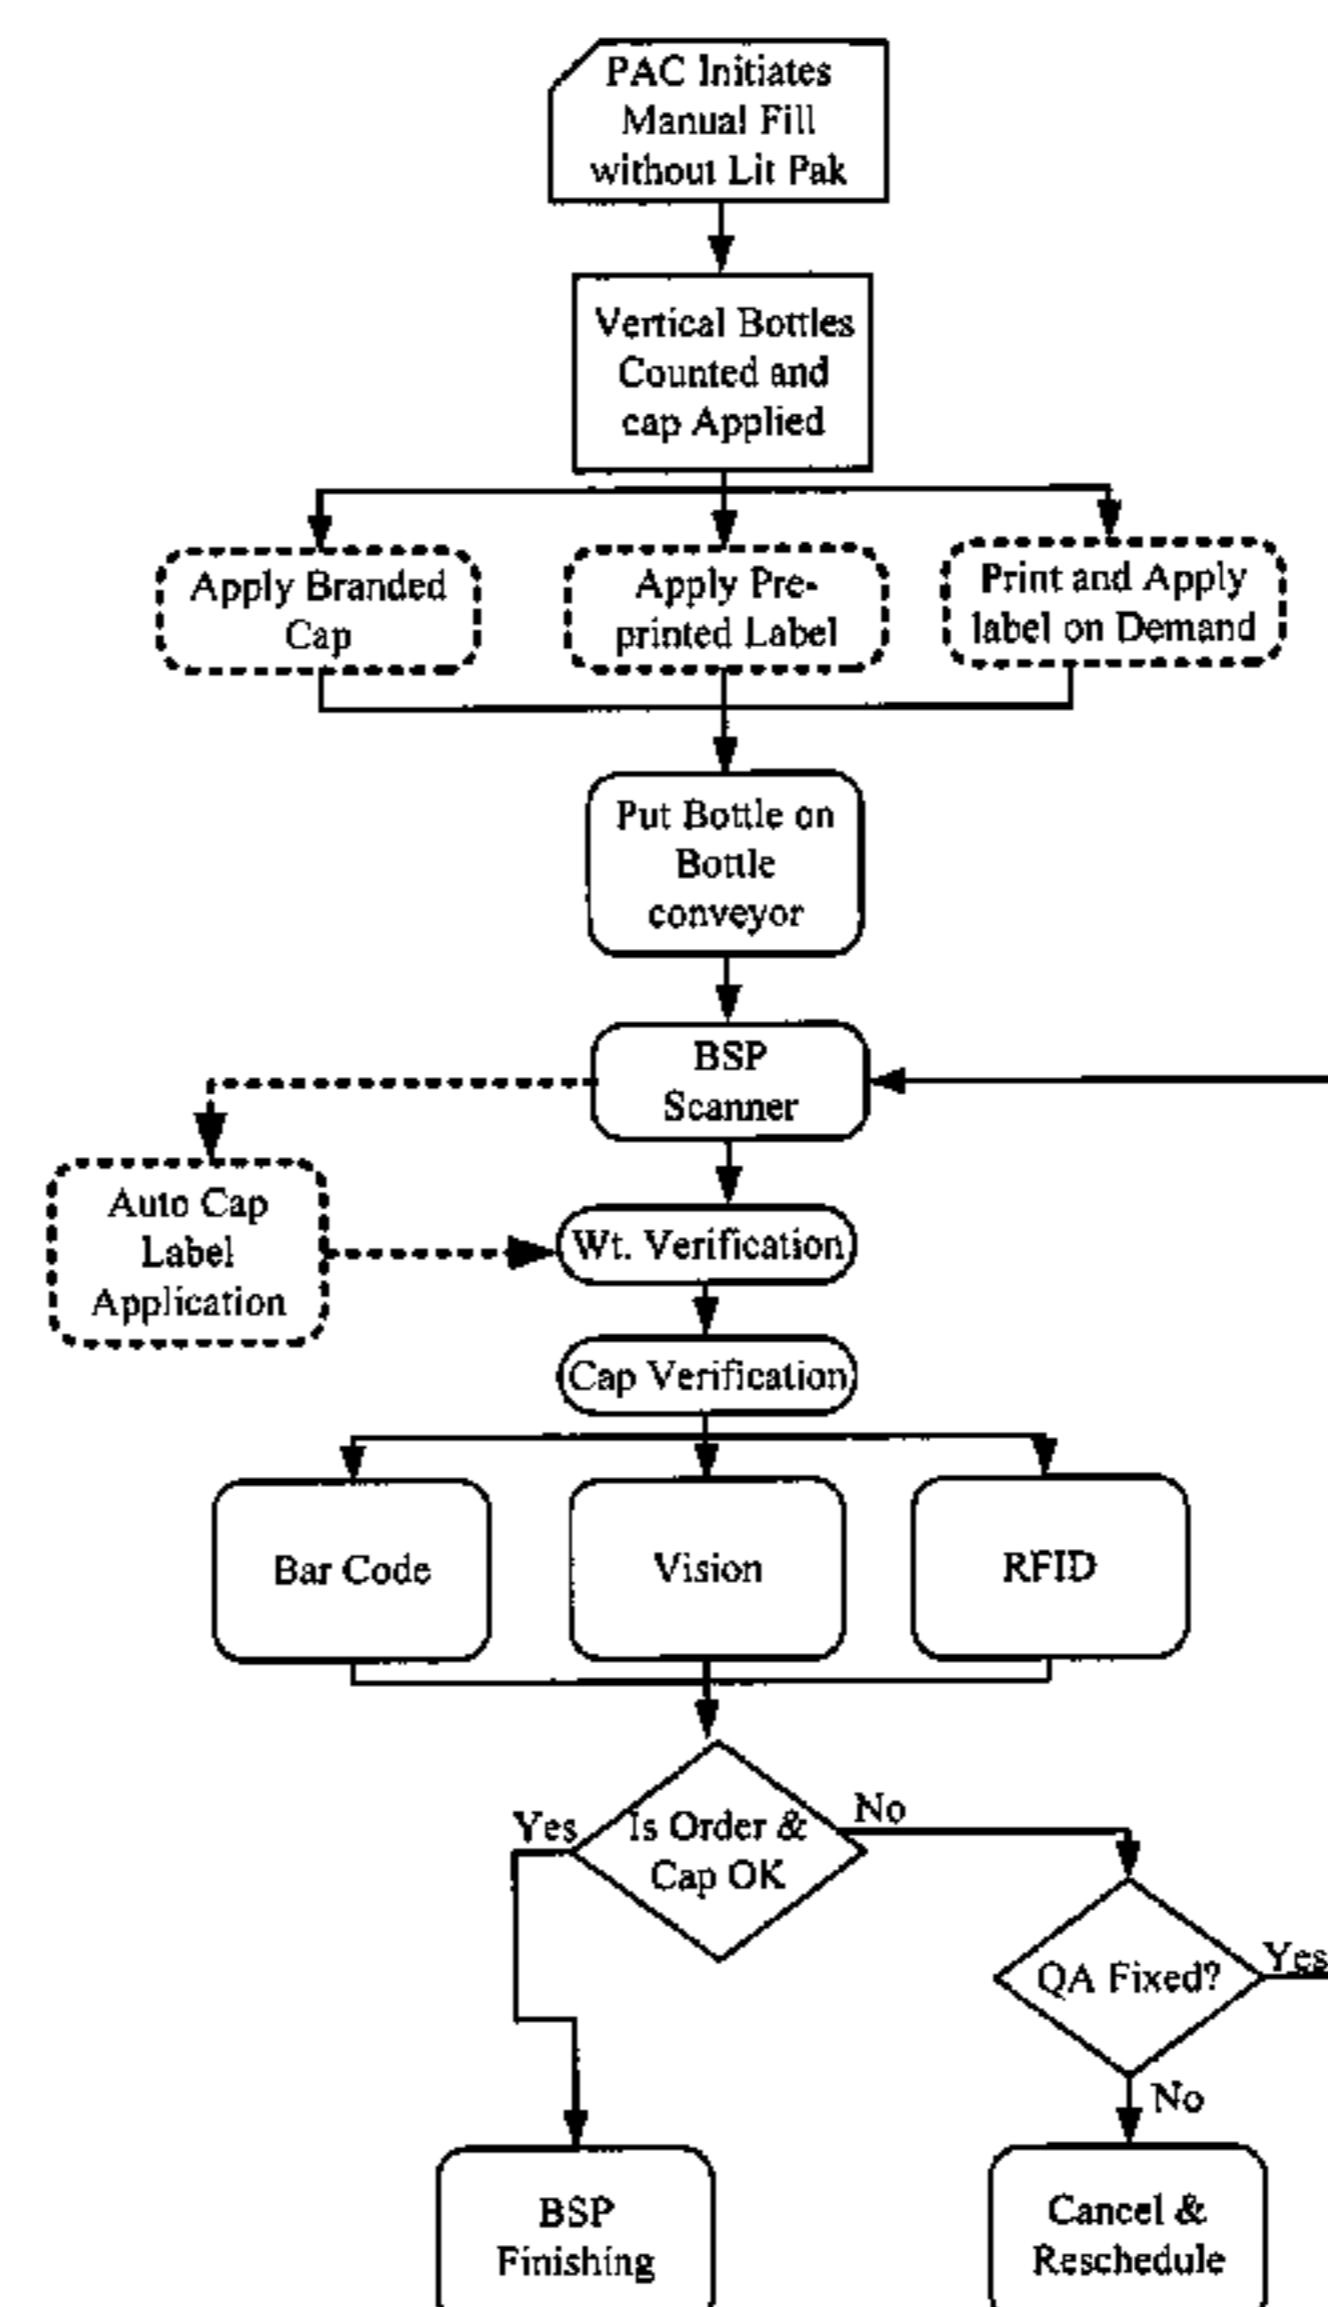 PAC Initiates
Manual Fill
without Lit Pak
Vertical Bottles
Counted and
cap Applied
Apply Branded
Cap
Apply Pre-
printed Label
Print and Apply
label on Demand
Put Bottle on
Bottle
conveyor
BSP
Scanner
Auto Cap
Label
Application
Wt. Verification
Cap Verification
Bar Code
Vision
RFID
Yes
Is Order &
Cap OK
No
QA Fixed?
Yes
No
BSP
Finishing
Cancel &
Reschedule